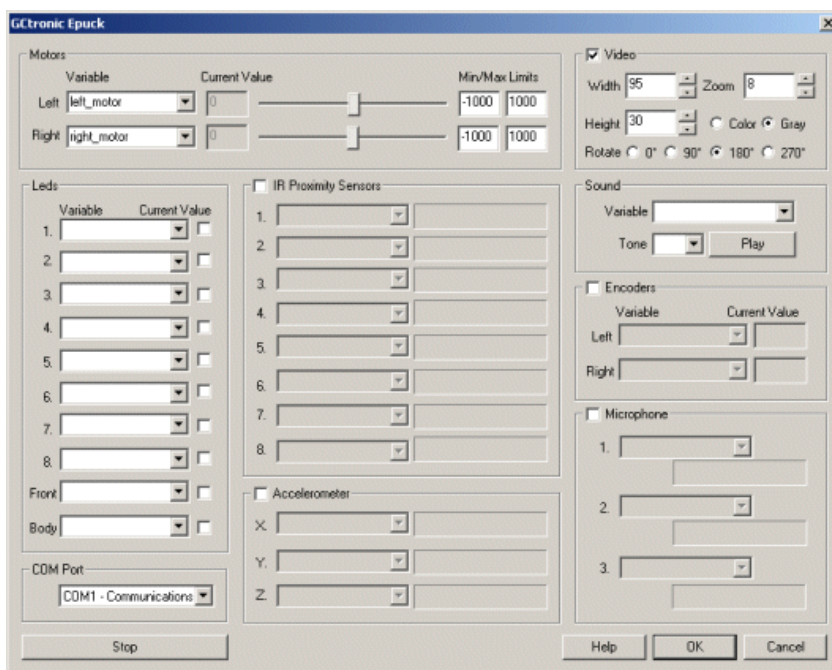 GCtronic Epuck
Motors
Variable Current Value Min/Max Limits
Left left_motor 0 -1000 1000
Right right_motor 0 -1000 1000
Video
Width 95 Zoom 8
Height 30 Color Gray
Rotate 0° 90° 180° 270°
Leds
Variable Current Value
1.
2.
3.
4.
5.
6.
7.
8.
Front
Body
COM Port
COM1 - Communications
Stop
IR Proximity Sensors
1.
2.
3.
4.
5.
6.
7.
8.
Accelerometer
X.
Y.
Z.
Sound
Variable
Tone Play
Encoders
Variable Current Value
Left
Right
Microphone
1.
2.
3.
Help OK Cancel